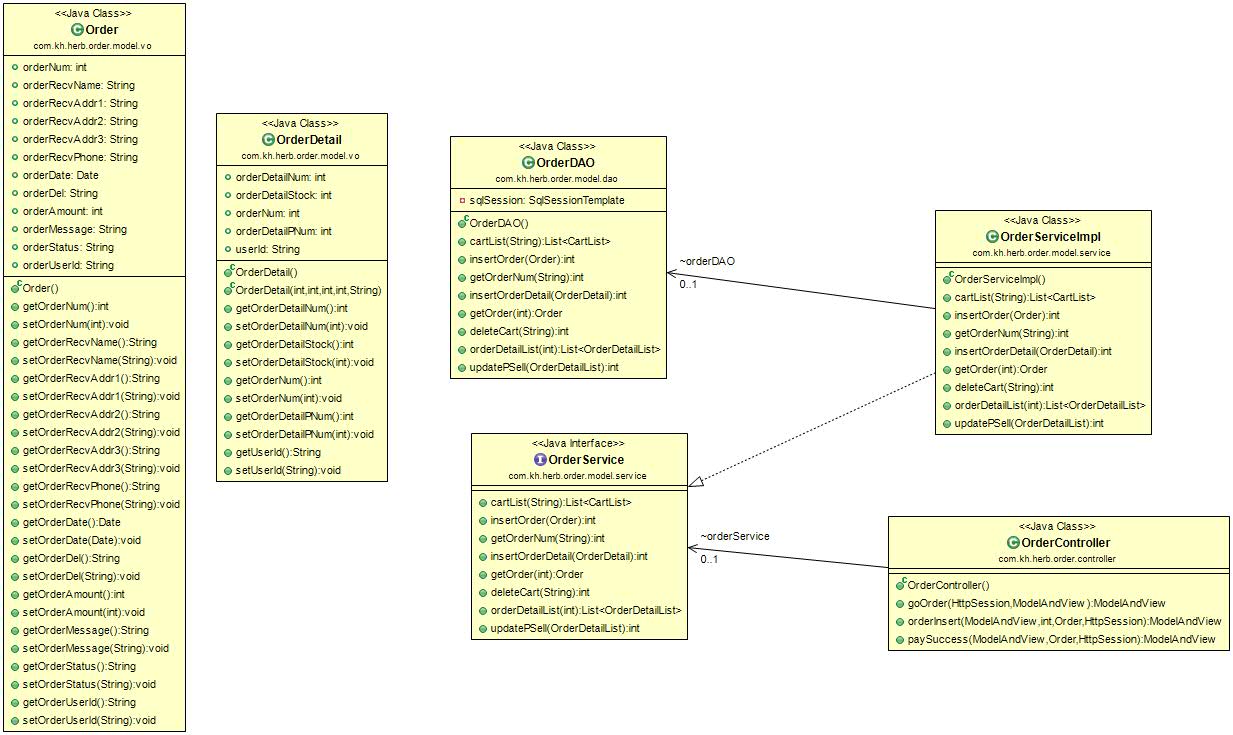 <<Java Class>>
Order
com.kh.herb.order.model.vo
orderNum: int
orderRecvName: String
orderRecvAddr1: String
orderRecvAddr2: String
orderRecvAddr3: String
orderRecvPhone: String
orderDate: Date
orderDel: String
orderAmount: int
orderMessage: String
orderStatus: String
orderUserId: String
Order()
getOrderNum():int
setOrderNum(int):void
getOrderRecvName():String
setOrderRecvName(String):void
getOrderRecvAddr1():String
setOrderRecvAddr1(String):void
getOrderRecvAddr2():String
setOrderRecvAddr2(String):void
getOrderRecvAddr3():String
setOrderRecvAddr3(String):void
getOrderRecvPhone():String
setOrderRecvPhone(String):void
getOrderDate():Date
setOrderDate(Date):void
getOrderDel():String
setOrderDel(String):void
getOrderAmount():int
setOrderAmount(int):void
getOrderMessage():String
setOrderMessage(String):void
getOrderStatus():String
setOrderStatus(String):void
getOrderUserId():String
setOrderUserId(String):void
<<Java Class>>
OrderDetail
com.kh.herb.order.model.vo
orderDetailNum: int
orderDetailStock: int
orderNum: int
orderDetailPNum: int
userId: String
OrderDetail()
OrderDetail(int,int,int,int,String)
getOrderDetailNum():int
setOrderDetailNum(int):void
getOrderDetailStock():int
setOrderDetailStock(int):void
getOrderNum():int
setOrderNum(int):void
getOrderDetailPNum():int
setOrderDetailPNum(int):void
getUserId():String
setUserId(String):void
<<Java Class>>
OrderDAO
com.kh.herb.order.model.dao
sqlSession: SqlSessionTemplate
OrderDAO()
cartList(String):List<CartList>
insertOrder(Order):int
getOrderNum(String):int
insertOrderDetail(OrderDetail):int
getOrder(int):Order
deleteCart(String):int
orderDetailList(int):List<OrderDetailList>
updatePSell(OrderDetailList):int
~orderDAO
0..1
<<Java Class>>
OrderServiceImpl
com.kh.herb.order.model.service
OrderServiceImpl()
cartList(String):List<CartList>
insertOrder(Order):int
getOrderNum(String):int
insertOrderDetail(OrderDetail):int
getOrder(int):Order
deleteCart(String):int
orderDetailList(int):List<OrderDetailList>
updatePSell(OrderDetailList):int
<<Java Interface>>
OrderService
com.kh.herb.order.model.service
cartList(String):List<CartList>
insertOrder(Order):int
getOrderNum(String):int
insertOrderDetail(OrderDetail):int
getOrder(int):Order
deleteCart(String):int
orderDetailList(int):List<OrderDetailList>
updatePSell(OrderDetailList):int
~orderService
0..1
<<Java Class>>
OrderController
com.kh.herb.order.controller
OrderController()
goOrder(HttpSession,ModelAndView ):ModelAndView
orderInsert(ModelAndView,int,Order,HttpSession):ModelAndView
paySuccess(ModelAndView,Order,HttpSession):ModelAndView